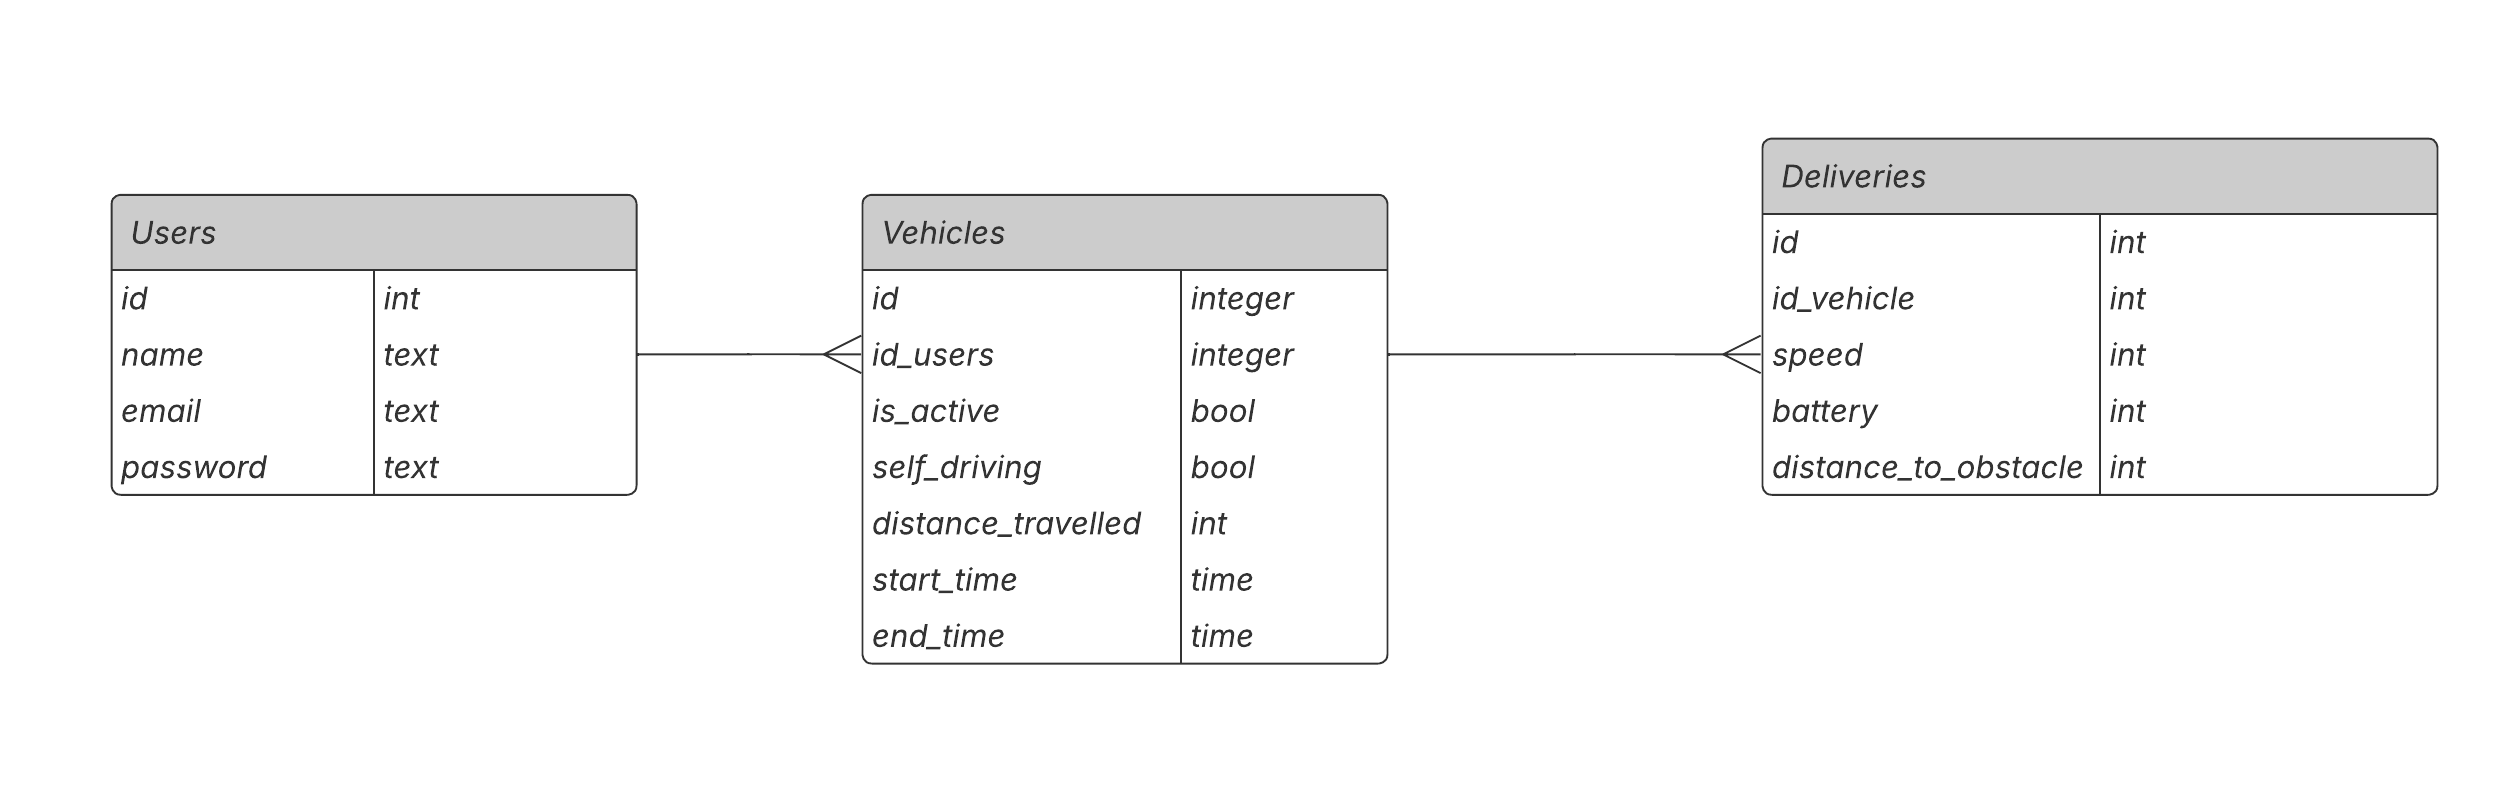 Users
id int
name text
email text
password text
Vehicles
id integer
id_users integer
is_active bool
self_driving bool
distance_travelled int
start_time time
end_time time
Deliveries
id int
id_vehicle int
speed int
battery int
distance_to_obstacle int